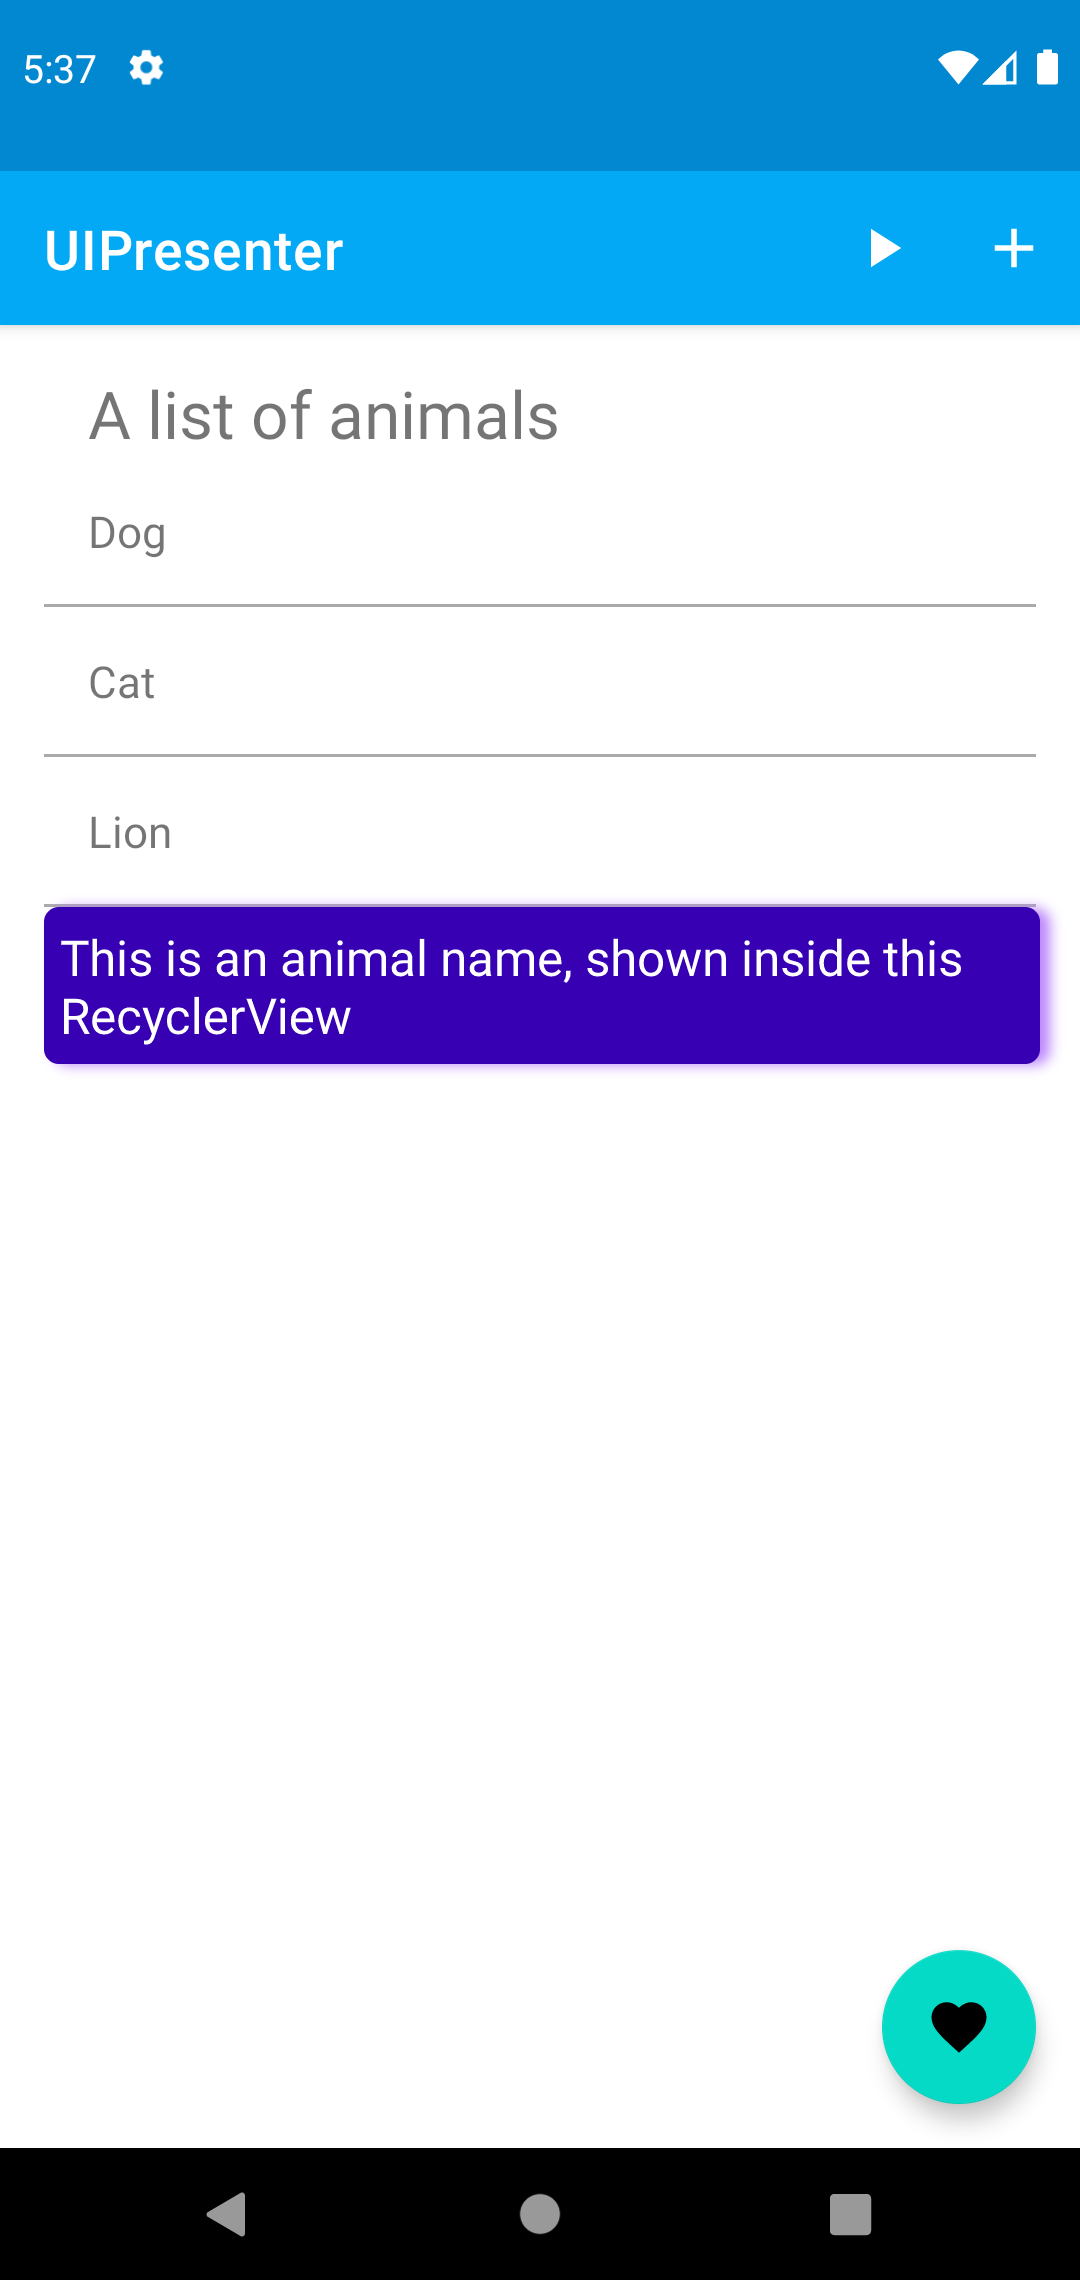 5:37
UIPresenter
A list of animals
Dog
Cat
Lion
This is an animal name, shown inside this
RecyclerView